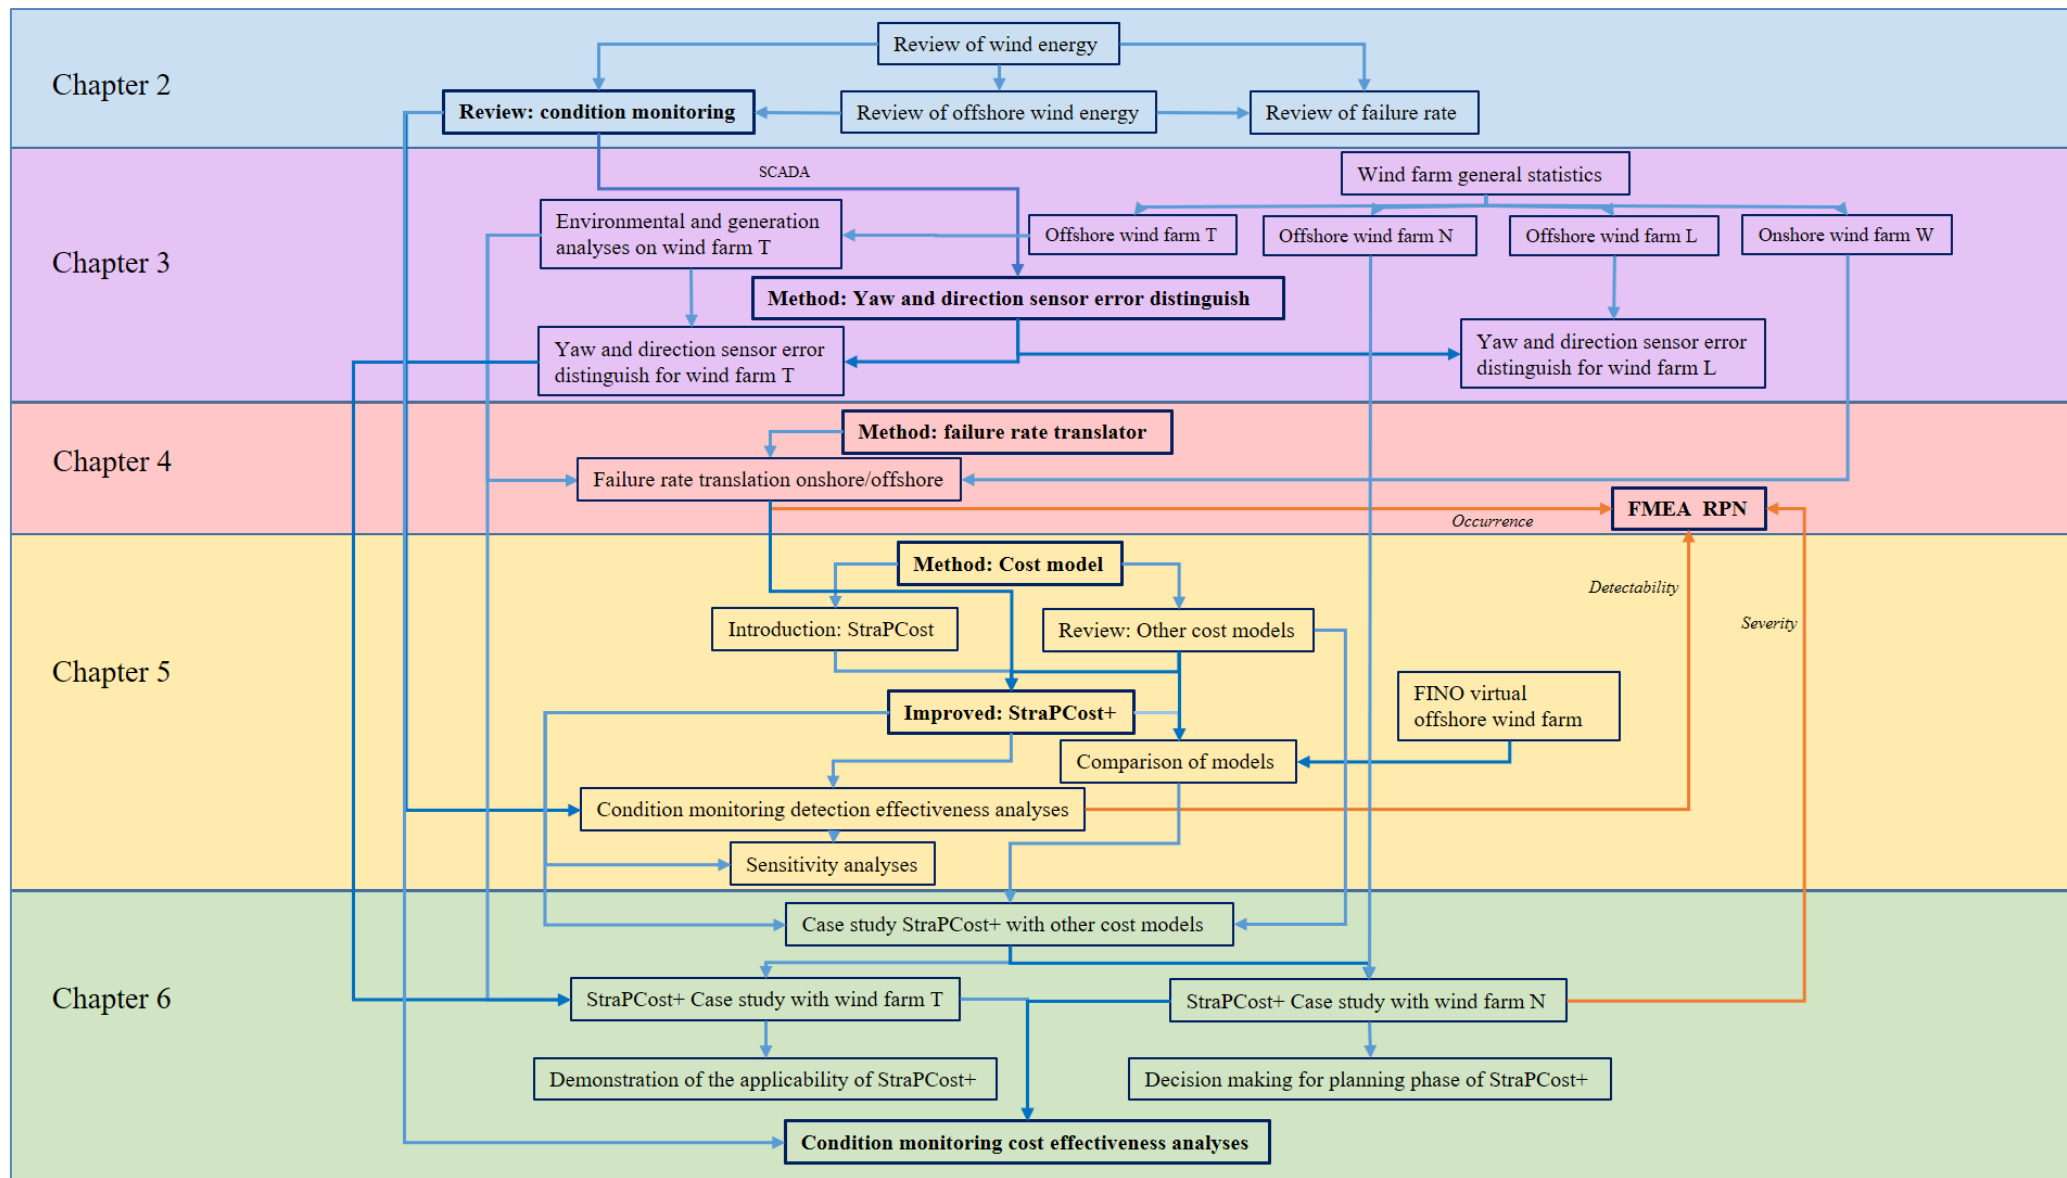 Chapter 2
Review of wind energy
Review: condition monitoring
Review of offshore wind energy
Review of failure rate
Chapter 3
SCADA
Wind farm general statistics
Environmental and generation
analyses on wind farm T
Offshore wind farm T
Offshore wind farm N
Offshore wind farm L
Onshore wind farm W
Method: Yaw and direction sensor error distinguish
Yaw and direction sensor error
distinguish for wind farm T
Yaw and direction sensor error
distinguish for wind farm L
Chapter 4
Method: failure rate translator
Failure rate translation onshore/offshore
Occurrence
FMEA RPN
Chapter 5
Method: Cost model
Detectability
Severity
Introduction: StraPCost
Review: Other cost models
Improved: StraPCost+
FINO virtual
offshore wind farm
Comparison of models
Condition monitoring detection effectiveness analyses
Sensitivity analyses
Chapter 6
Case study StraPCost+ with other cost models
StraPCost+ Case study with wind farm T
StraPCost+ Case study with wind farm N
Demonstration of the applicability of StraPCost+
Decision making for planning phase of StraPCost+
Condition monitoring cost effectiveness analyses